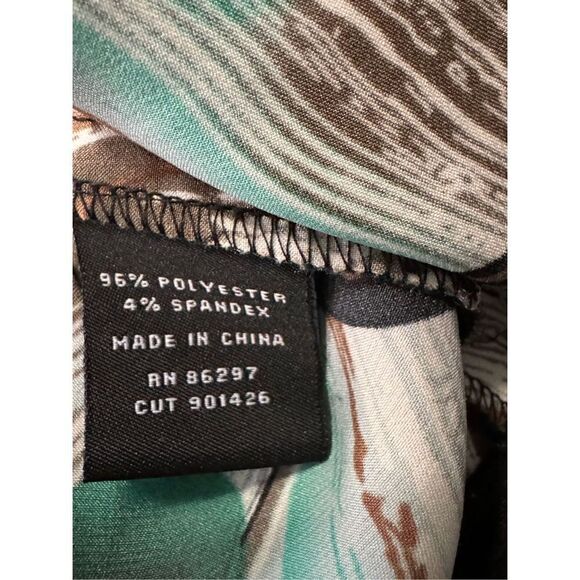 96% POLYESTER
4% SPANDEX
MADE IN CHINA
RN 86297
CUT 901426